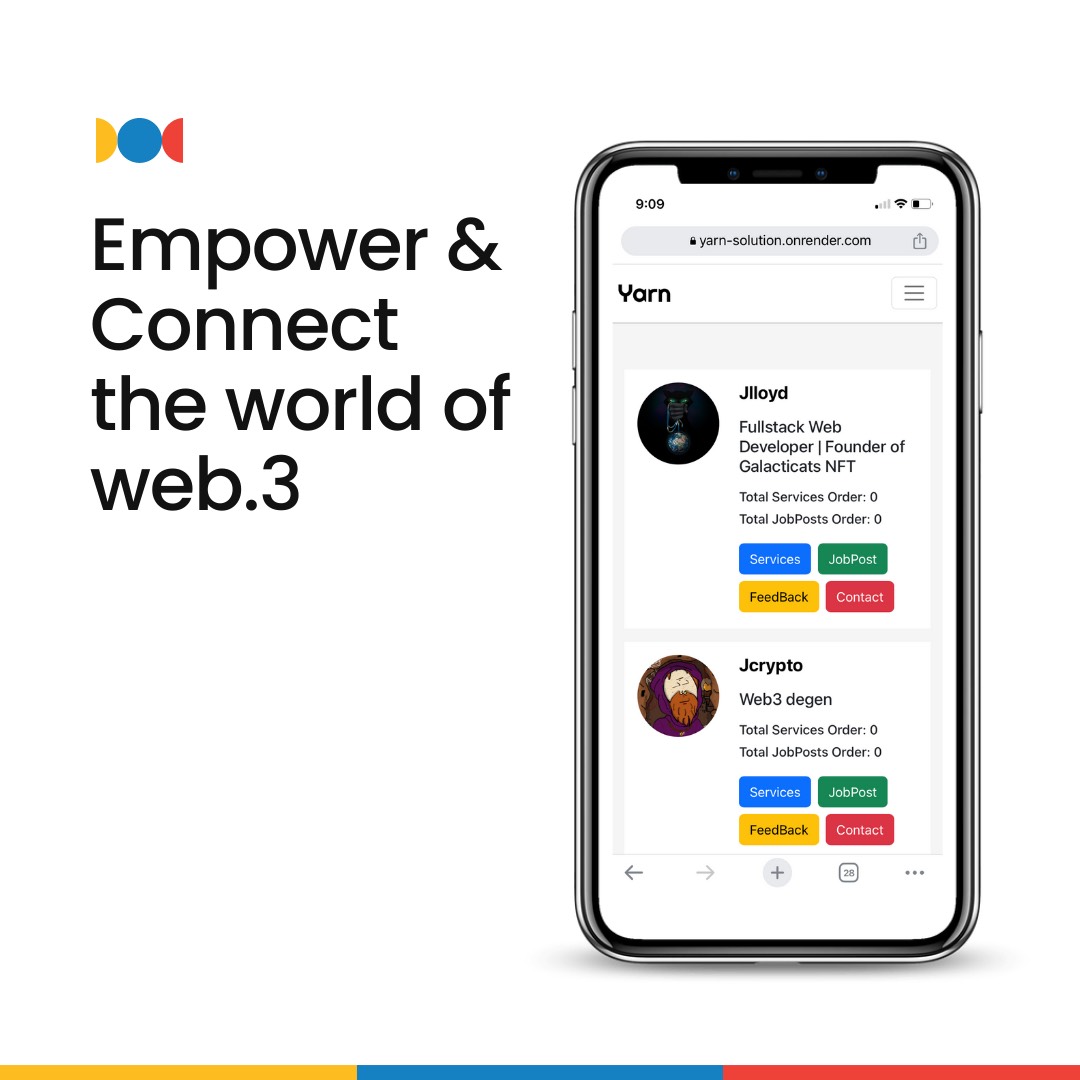 Empower &
Connect
the world of
web.3
9:09
yarn-solution.onrender.com
Yarn
Jlloyd
Fullstack Web
Developer | Founder of
Galacticats NFT
Total Services Order: 0
Total JobPosts Order: 0
Services JobPost
FeedBack Contact
Jcrypto
Web3 degen
Total Services Order: 0
Total JobPosts Order: 0
Services JobPost
FeedBack Contact
28